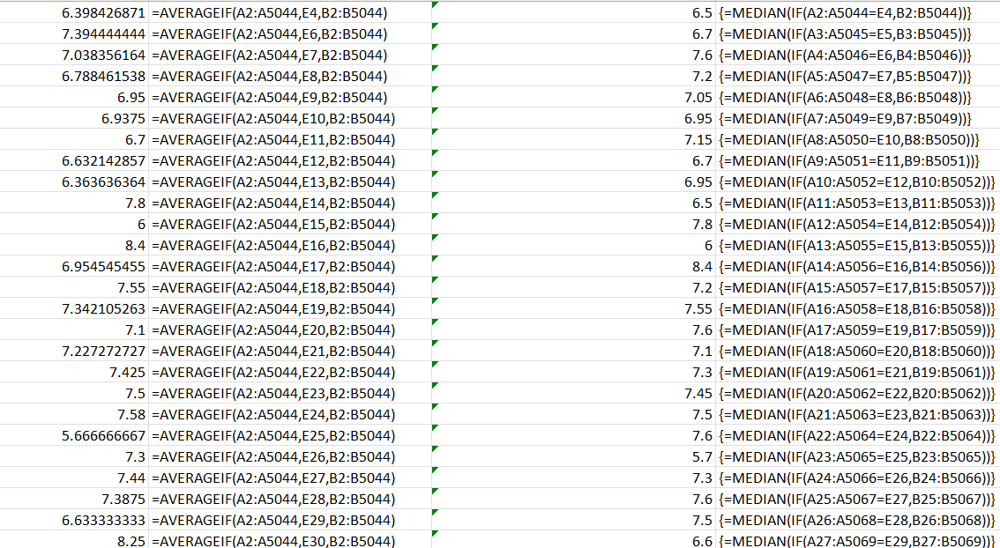 6.398426871 =AVERAGEIF(A2:A5044,E4,B2:B5044) 6.5 {=MEDIAN(IF(A2:A5044=E4,B2:B5044))}
7.394444444 =AVERAGEIF(A2:A5044,E6,B2:B5044) 6.7 {=MEDIAN(IF(A3:A5045=E5,B3:B5045))}
7.038356164 =AVERAGEIF(A2:A5044,E7,B2:B5044) 7.6 {=MEDIAN(IF(A4:A5046=E6,B4:B5046))}
6.788461538 =AVERAGEIF(A2:A5044,E8,B2:B5044) 7.2 {=MEDIAN(IF(A5:A5047=E7,B5:B5047))}
6.95 =AVERAGEIF(A2:A5044,E9,B2:B5044) 7.05 {=MEDIAN(IF(A6:A5048=E8,B6:B5048))}
6.9375 =AVERAGEIF(A2:A5044,E10,B2:B5044) 6.95 {=MEDIAN(IF(A7:A5049=E9,B7:B5049))}
6.7 =AVERAGEIF(A2:A5044,E11,B2:B5044) 7.15 {=MEDIAN(IF(A8:A5050=E10,B8:B5050))}
6.632142857 =AVERAGEIF(A2:A5044,E12,B2:B5044) 6.7 {=MEDIAN(IF(A9:A5051=E11,B9:B5051))}
6.363636364 =AVERAGEIF(A2:A5044,E13,B2:B5044) 6.95 {=MEDIAN(IF(A10:A5052=E12,B10:B5052))}
7.8 =AVERAGEIF(A2:A5044,E14,B2:B5044) 6.5 {=MEDIAN(IF(A11:A5053=E13,B11:B5053))}
6 =AVERAGEIF(A2:A5044,E15,B2:B5044) 7.8 {=MEDIAN(IF(A12:A5054=E14,B12:B5054))}
8.4 =AVERAGEIF(A2:A5044,E16,B2:B5044) 6 {=MEDIAN(IF(A13:A5055=E15,B13:B5055))}
6.954545455 =AVERAGEIF(A2:A5044,E17,B2:B5044) 8.4 {=MEDIAN(IF(A14:A5056=E16,B14:B5056))}
7.55 =AVERAGEIF(A2:A5044,E18,B2:B5044) 7.2 {=MEDIAN(IF(A15:A5057=E17,B15:B5057))}
7.342105263 =AVERAGEIF(A2:A5044,E19,B2:B5044) 7.55 {=MEDIAN(IF(A16:A5058=E18,B16:B5058))}
7.1 =AVERAGEIF(A2:A5044,E20,B2:B5044) 7.6 {=MEDIAN(IF(A17:A5059=E19,B17:B5059))}
7.227272727 =AVERAGEIF(A2:A5044,E21,B2:B5044) 7.1 {=MEDIAN(IF(A18:A5060=E20,B18:B5060))}
7.425 =AVERAGEIF(A2:A5044,E22,B2:B5044) 7.3 {=MEDIAN(IF(A19:A5061=E21,B19:B5061))}
7.5 =AVERAGEIF(A2:A5044,E23,B2:B5044) 7.45 {=MEDIAN(IF(A20:A5062=E22,B20:B5062))}
7.58 =AVERAGEIF(A2:A5044,E24,B2:B5044) 7.5 {=MEDIAN(IF(A21:A5063=E23,B21:B5063))}
5.666666667 =AVERAGEIF(A2:A5044,E25,B2:B5044) 7.6 {=MEDIAN(IF(A22:A5064=E24,B22:B5064))}
7.3 =AVERAGEIF(A2:A5044,E26,B2:B5044) 5.7 {=MEDIAN(IF(A23:A5065=E25,B23:B5065))}
7.44 =AVERAGEIF(A2:A5044,E27,B2:B5044) 7.3 {=MEDIAN(IF(A24:A5066=E26,B24:B5066))}
7.3875 =AVERAGEIF(A2:A5044,E28,B2:B5044) 7.6 {=MEDIAN(IF(A25:A5067=E27,B25:B5067))}
6.633333333 =AVERAGEIF(A2:A5044,E29,B2:B5044) 7.5 {=MEDIAN(IF(A26:A5068=E28,B26:B5068))}
8.25 =AVERAGEIF(A2:A5044,E30,B2:B5044) 6.6 {=MEDIAN(IF(A27:A5069=E29,B27:B5069))}